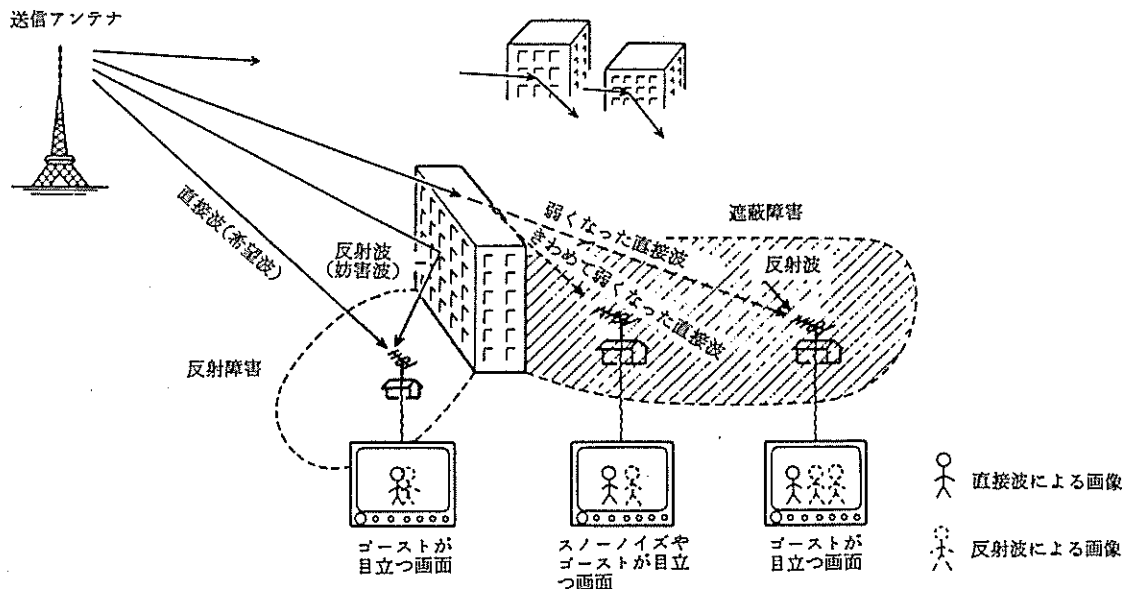 送信アンテナ
直接波(希望波)
反射波
(妨害波)
弱くなった直接波
きわめて弱くなった直接波
遮蔽障害
反射波
反射障害
ゴーストが
目立つ画面
スノーノイズや
ゴーストが目立
つ画面
ゴーストが
目立つ画面
直接波による画像
反射波による画像